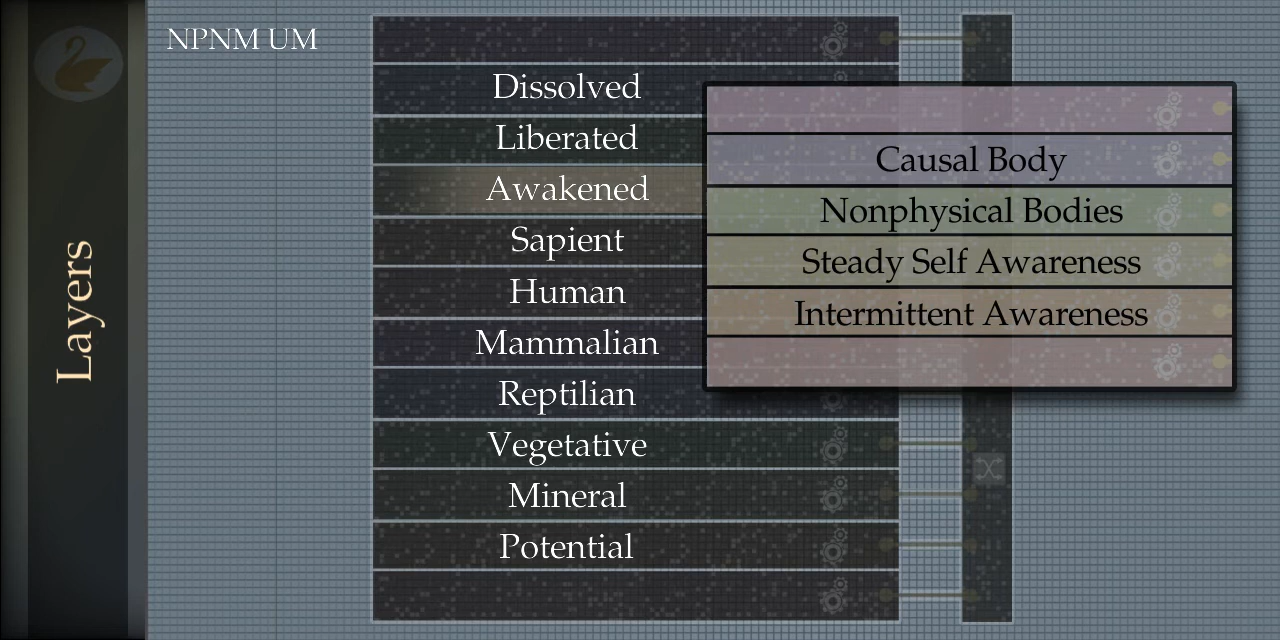 Layers
NPNM UM
Dissolved
Liberated
Awakened
Sapient
Human
Mammalian
Reptilian
Vegetative
Mineral
Potential
Causal Body
Nonphysical Bodies
Steady Self Awareness
Intermittent Awareness